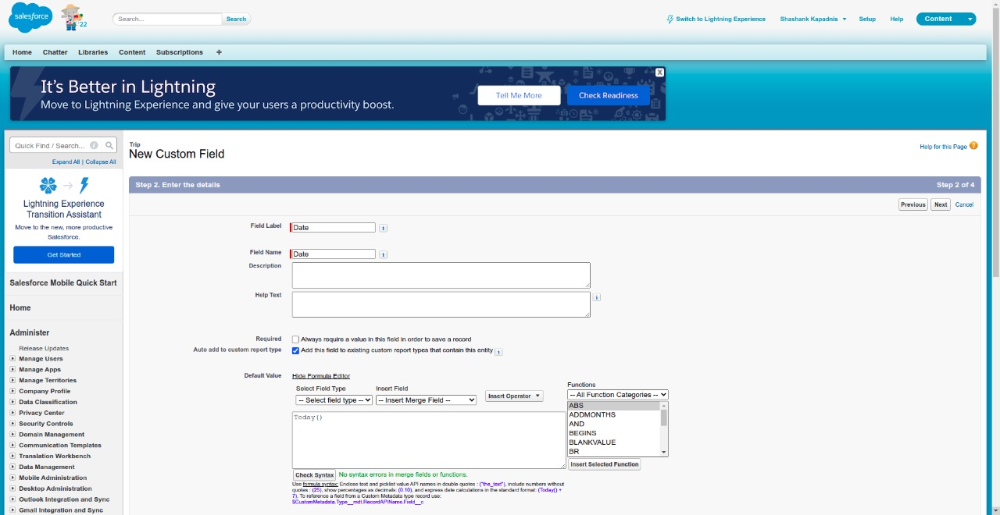 salesforce
'22
Search...
Search
Switch to Lightning Experience
Shashank Kapadnis
Setup
Help
Content
Home
Chatter
Libraries
Content
Subscriptions
+
It's Better in Lightning
Move to Lightning Experience and give your users a productivity boost.
Tell Me More
Check Readiness
X
Quick Find / Search...
Expand All | Collapse All
Lightning Experience
Transition Assistant
Move to the new, more productive
Salesforce.
Get Started
Salesforce Mobile Quick Start
Home
Administer
Release Updates
Manage Users
Manage Apps
Manage Territories
Company Profile
Data Classification
Privacy Center
Security Controls
Domain Management
Communication Templates
Translation Workbench
Data Management
Mobile Administration
Desktop Administration
Outlook Integration and Sync
Gmail Integration and Sync
Trip
New Custom Field
Help for this Page
Step 2. Enter the details
Step 2 of 4
Previous
Next
Cancel
Field Label
Date
Field Name
Date
Description
Help Text
Required
Always require a value in this field in order to save a record
Auto add to custom report type
Add this field to existing custom report types that contain this entity
Default Value
Hide Formula Editor
Select Field Type
Insert Field
Functions
-- Select field type --
-- Insert Merge Field --
Insert Operator
-- All Function Categories --
Today()
ABS
ADDMONTHS
AND
BEGINS
BLANKVALUE
BR
Insert Selected Function
Check Syntax
No syntax errors in merge fields or functions.
Use formula syntax: Enclose text and picklist value API names in double quotes : ("the_text"), include numbers without
quotes : (25), show percentages as decimals: (0.10), and express date calculations in the standard format: (Today() +
7), To reference a field from a Custom Metadata type record use:
$CustomMetadata.Type__mdt.RecordAPIName.Field__c